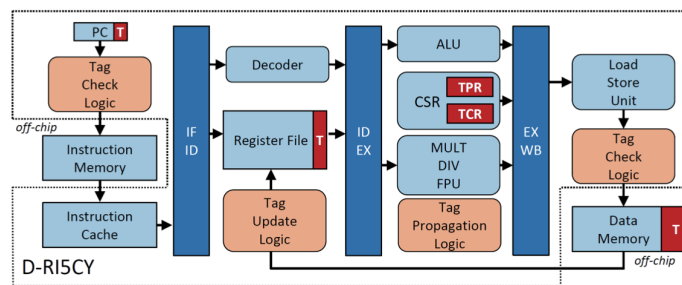 PC T
Tag
Check
Logic
off-chip
Instruction
Memory
Instruction
Cache
D-RI5CY
IF
ID
Decoder
Register File T
Tag
Update
Logic
ID
EX
ALU
CSR
TPR
TCR
MULT
DIV
FPU
Tag
Propagation
Logic
EX
WB
Load
Store
Unit
Tag
Check
Logic
Data
Memory
T
off-chip